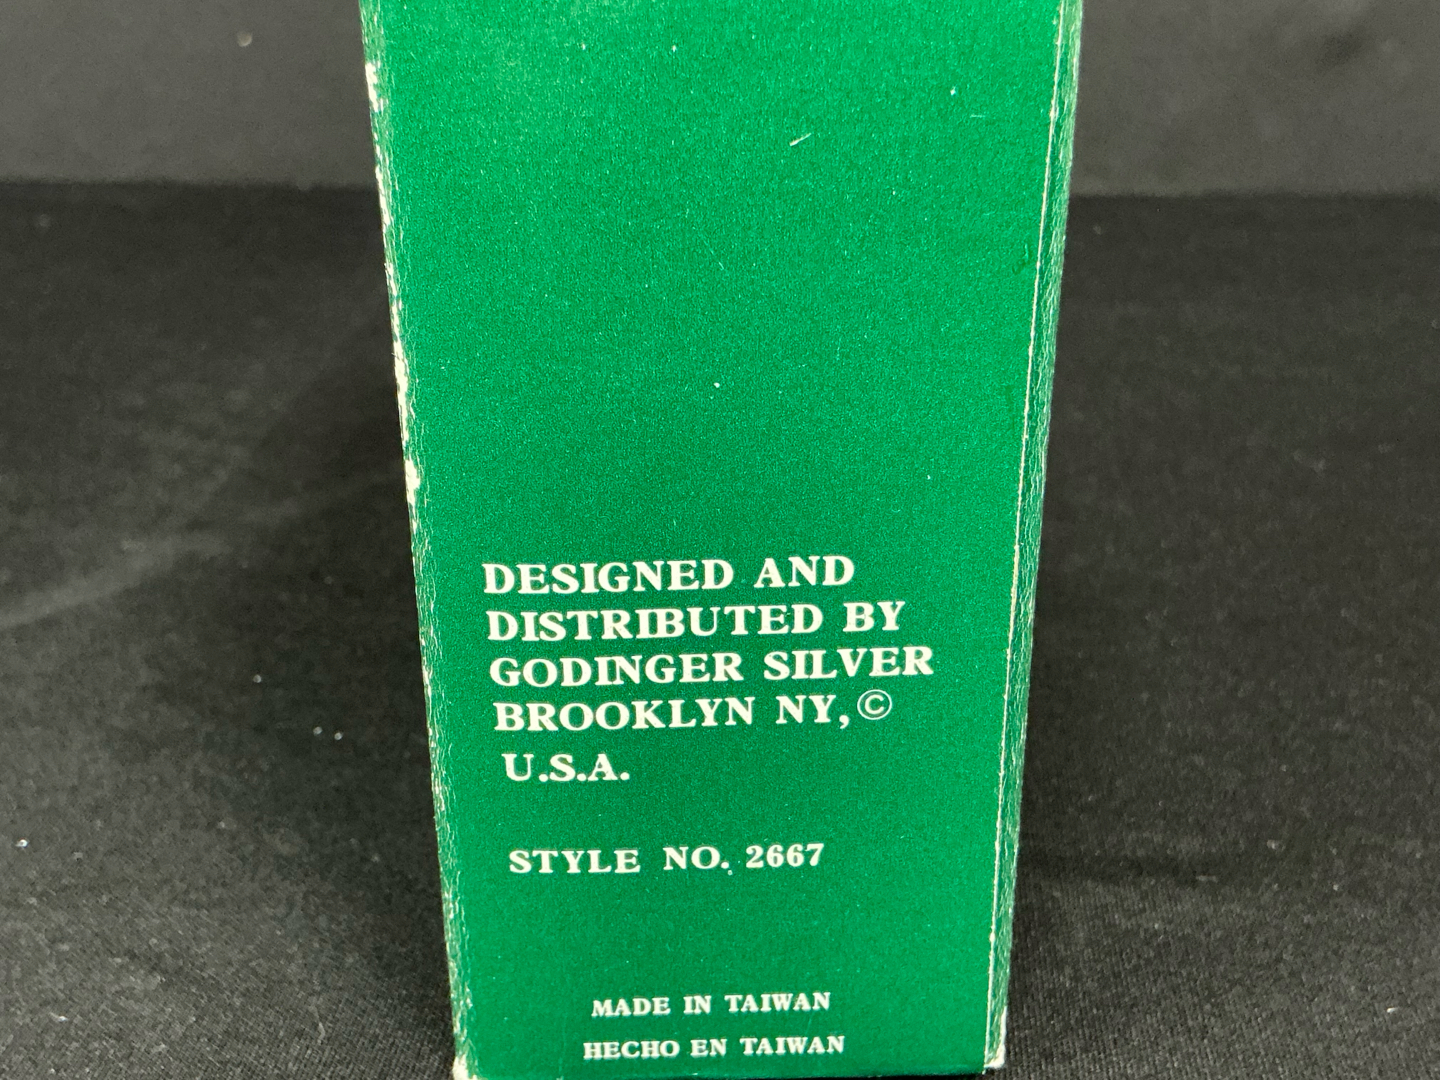 DESIGNED AND
DISTRIBUTED BY
GODINGER SILVER
BROOKLYN NY,©
U.S.A.
STYLE NO. 2667
MADE IN TAIWAN
HECHO EN TAIWAN